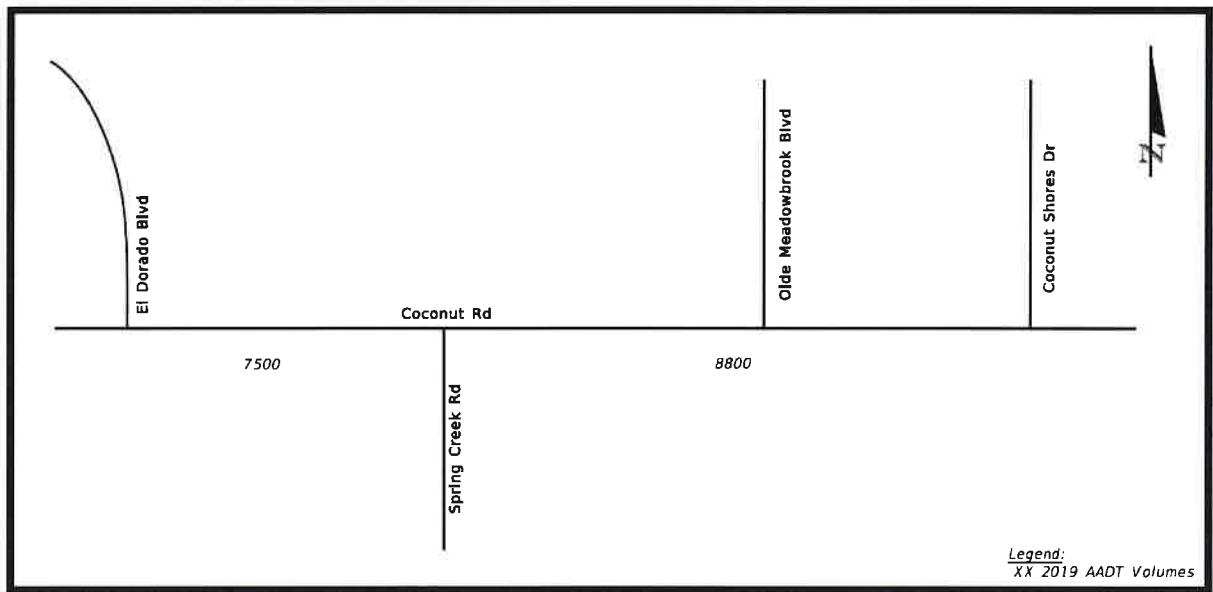 El Dorado Blvd
Coconut Rd
Olde Meadowbrook Blvd
Coconut Shores Dr
N
7500
8800
Spring Creek Rd
Legend:
XX 2019 AADT Volumes